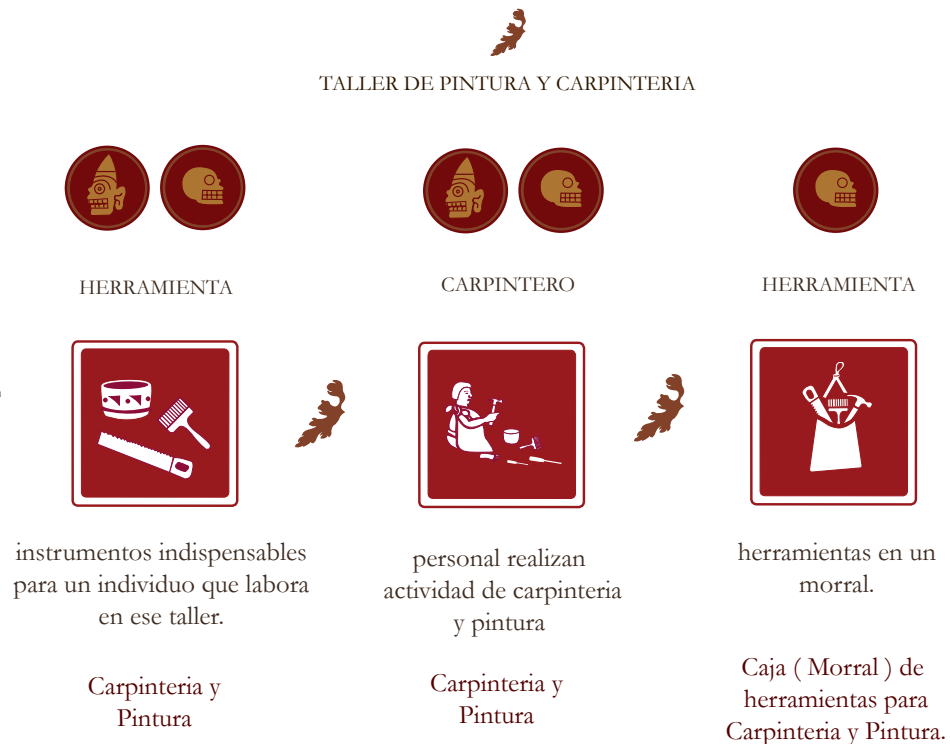 TALLER DE PINTURA Y CARPINTERIA
HERRAMIENTA
instrumentos indispensables
para un individuo que labora
en ese taller.
Carpinteria y
Pintura
CARPINTERO
personal realizan
actividad de carpinteria
y pintura
Carpinteria y
Pintura
HERRAMIENTA
herramientas en un
morral.
Caja ( Morral ) de
herramientas para
Carpinteria y Pintura.